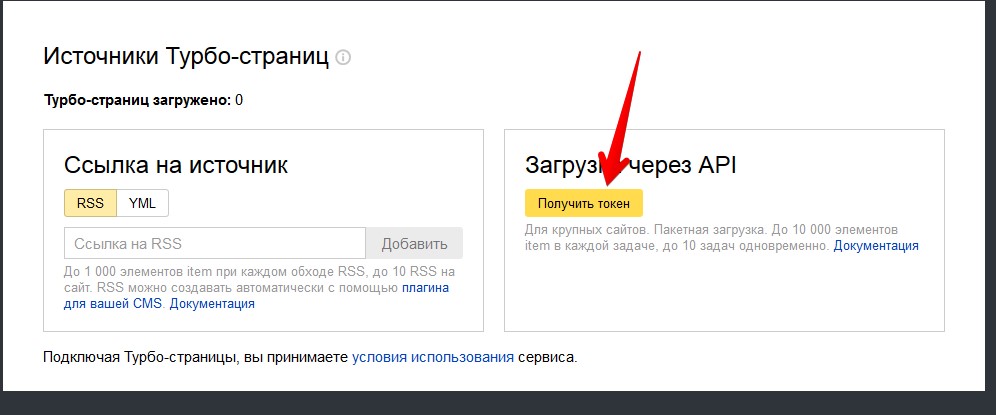 Источники Турбо-страниц
Турбо-страниц загружено: 0
Ссылка на источник
RSS YML
Ссылка на RSS Добавить
До 1 000 элементов item при каждом обходе RSS, до 10 RSS на
сайт. RSS можно создавать автоматически с помощью плагина
для вашей CMS. Документация
Загрузка через API
Получить токен
Для крупных сайтов. Пакетная загрузка. До 10 000 элементов
item в каждой задаче, до 10 задач одновременно. Документация
Подключая Турбо-страницы, вы принимаете условия использования сервиса.